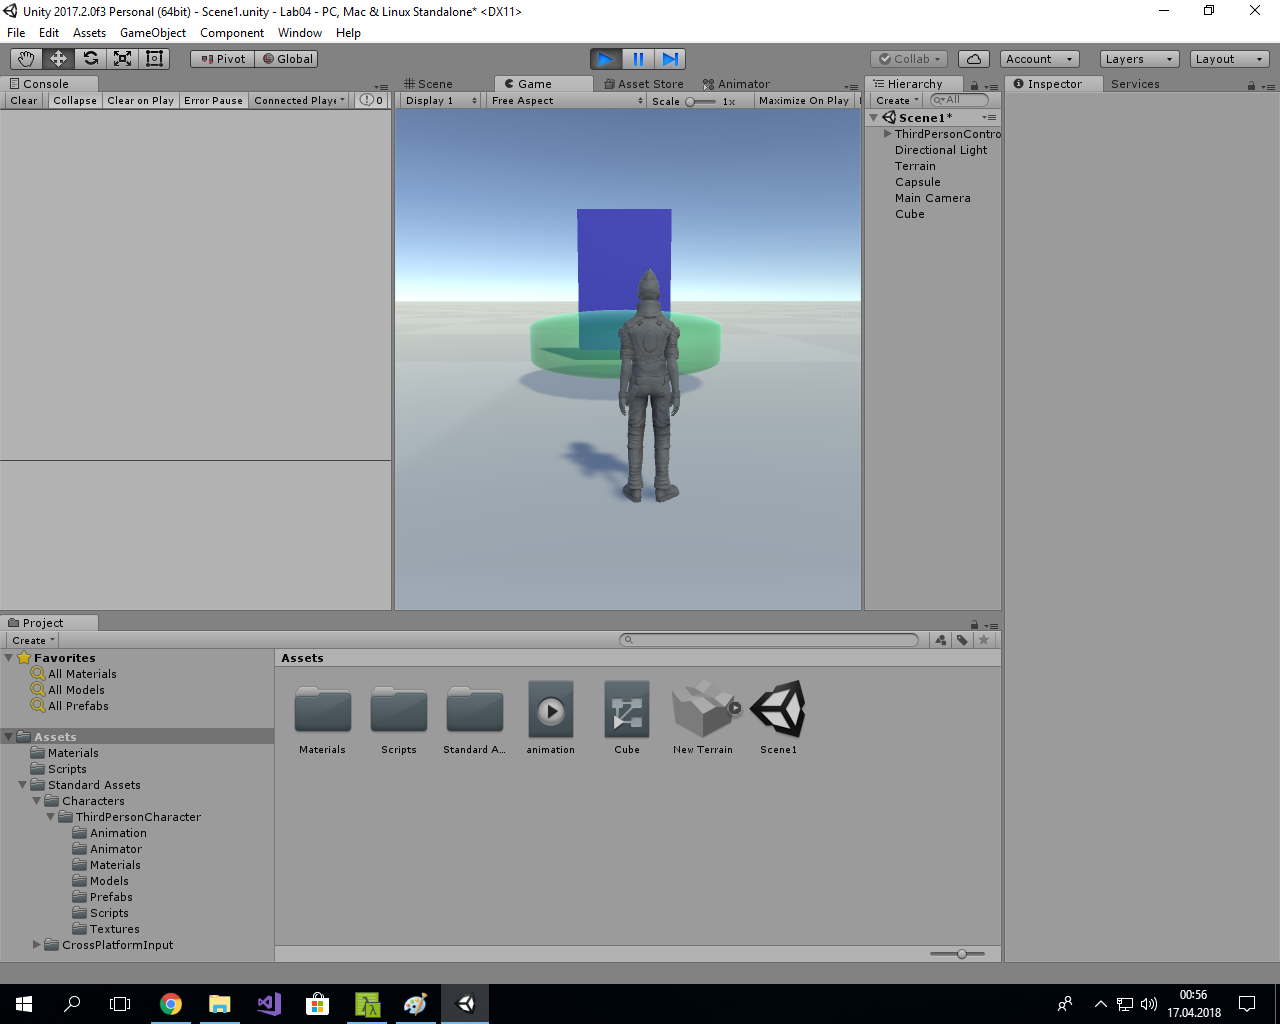 Unity 2017.2.0f3 Personal (64bit) - Scene1.unity - Lab04 - PC, Mac & Linux Standalone* <DX11>
File Edit Assets GameObject Component Window Help
Pivot Global Collab Account Layers Layout
Console
Clear Collapse Clear on Play Error Pause Connected Playe 0
Scene Game Asset Store Animator
Display 1 Free Aspect Scale 1x Maximize On Play
Hierarchy
Create All
Scene1*
ThirdPersonContro
Directional Light
Terrain
Capsule
Main Camera
Cube
Inspector Services
Project
Create
Favorites
All Materials
All Models
All Prefabs
Assets
Materials
Scripts
Standard Assets
Characters
ThirdPersonCharacter
Animation
Animator
Materials
Models
Prefabs
Scripts
Textures
CrossPlatformInput
Assets
Materials Scripts Standard A... animation Cube New Terrain Scene1
00:56
17.04.2018